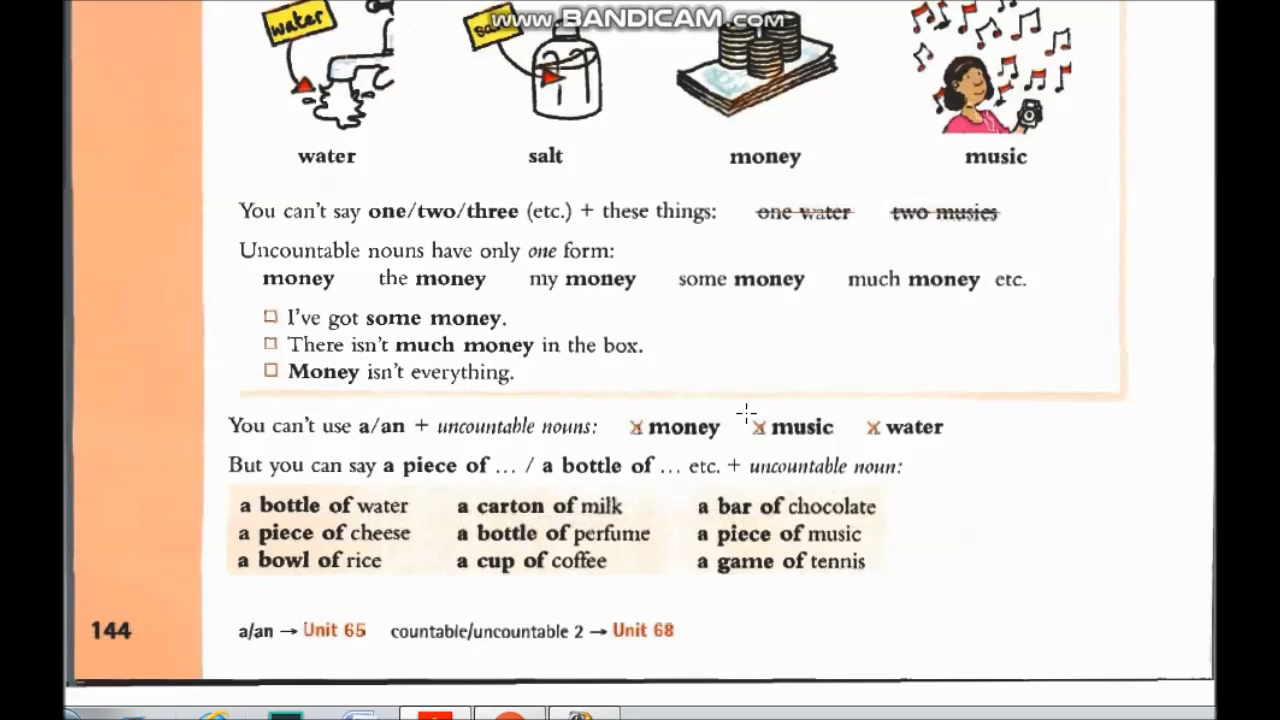 www.BANDICAM.com
water
water salt money music
You can't say one/two/three (etc.) + these things: one water two musics
Uncountable nouns have only one form:
money the money my money some money much money etc.
I've got some money.
There isn't much money in the box.
Money isn't everything.
You can't use a/an + uncountable nouns: money music water
But you can say a piece of ... / a bottle of ... etc. + uncountable noun:
a bottle of water a carton of milk a bar of chocolate
a piece of cheese a bottle of perfume a piece of music
a bowl of rice a cup of coffee a game of tennis
144 a/an → Unit 65 countable/uncountable 2 → Unit 68